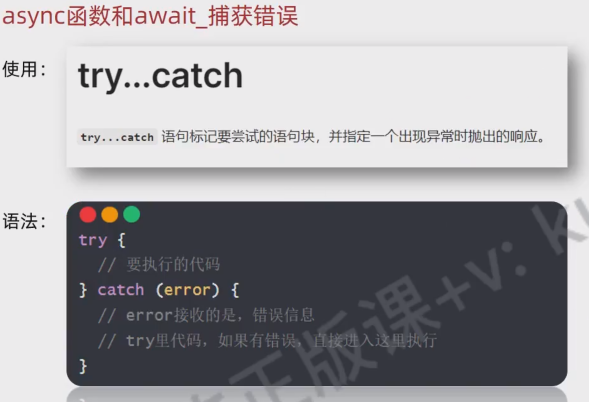 async函数和await_捕获错误
使用：
try...catch
try...catch 语句标记要尝试的语句块，并指定一个出现异常时抛出的响应。
语法：
try {
// 要执行的代码
} catch (error) {
// error接收的是，错误信息
// try里代码，如果有错误，直接进入这里执行
}
正版课+v: